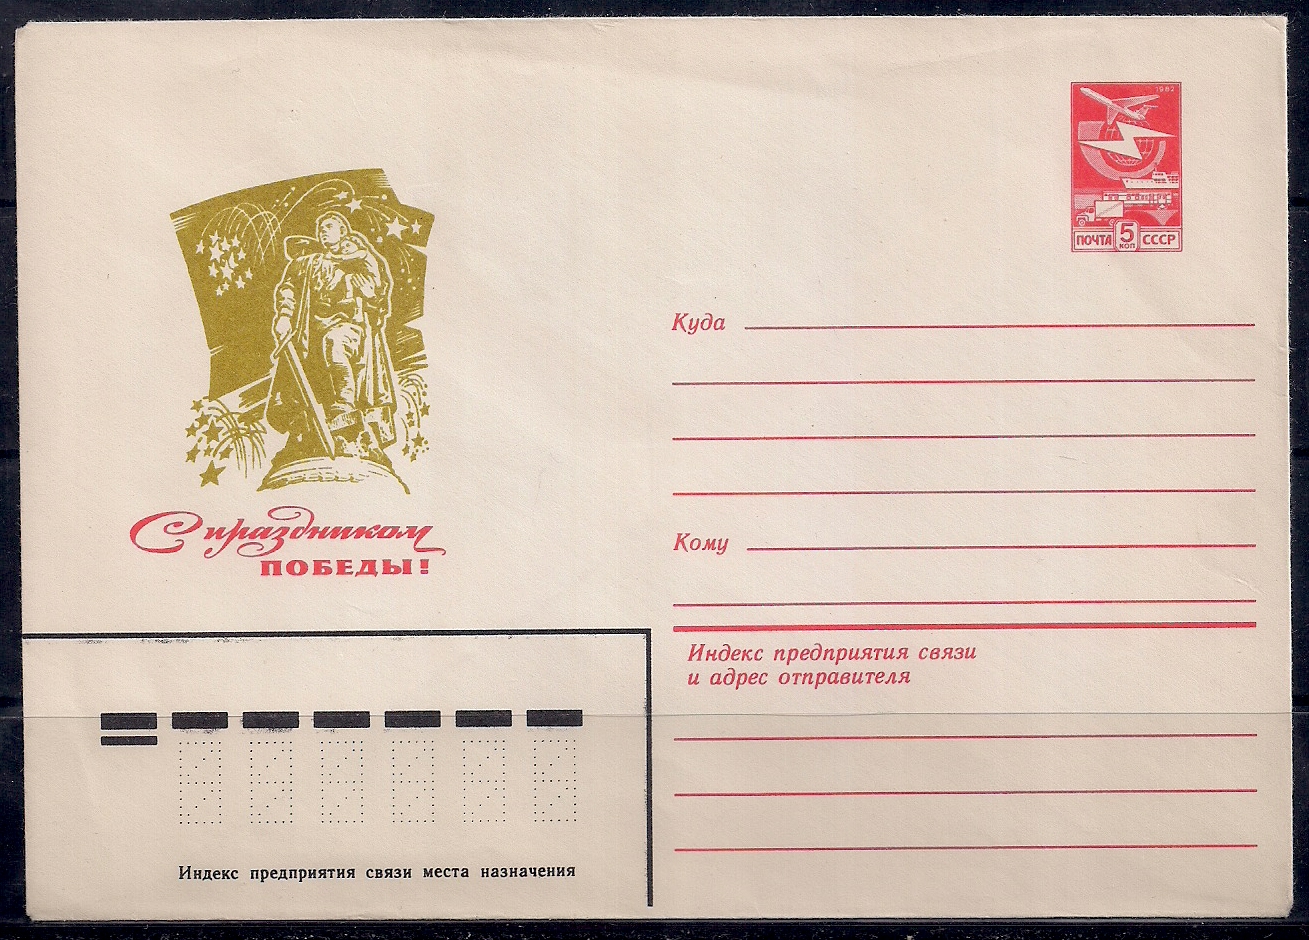 1982
ПОЧТА 5 КОП СССР
С праздником
ПОБЕДЫ!
Куда
Кому
Индекс предприятия связи
и адрес отправителя
Индекс предприятия связи места назначения